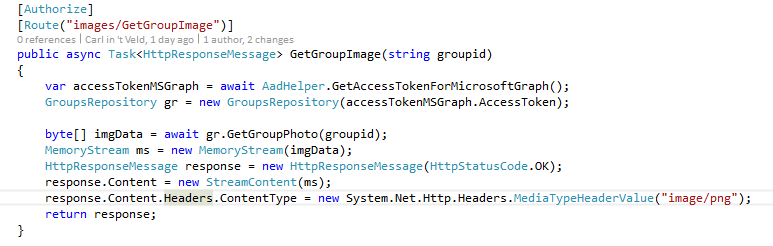 [Authorize]
[Route("images/GetGroupImage")]
0 references | Carl in 't Veld, 1 day ago | 1 author, 2 changes
public async Task<HttpResponseMessage> GetGroupImage(string groupid)
{
var accessTokenMSGraph = await AadHelper.GetAccessTokenForMicrosoftGraph();
GroupsRepository gr = new GroupsRepository(accessTokenMSGraph.AccessToken);
byte[] imgData = await gr.GetGroupPhoto(groupid);
MemoryStream ms = new MemoryStream(imgData);
HttpResponseMessage response = new HttpResponseMessage(HttpStatusCode.OK);
response.Content = new StreamContent(ms);
response.Content.Headers.ContentType = new System.Net.Http.Headers.MediaTypeHeaderValue("image/png");
return response;
}